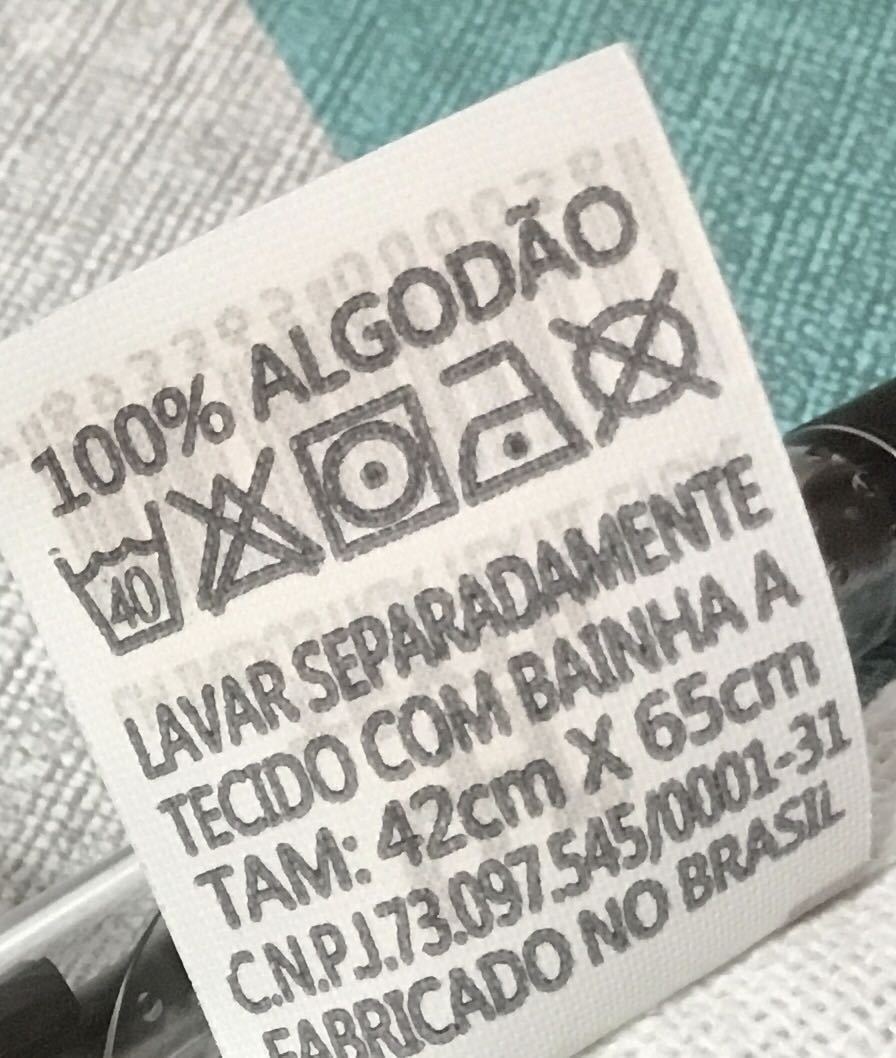 100% ALGODÃO
40
LAVAR SEPARADAMENTE
TECIDO COM BAINHA A
TAM: 42cm X 65cm
C.N.P.J.73.097.545/0001-31
FABRICADO NO BRASIL